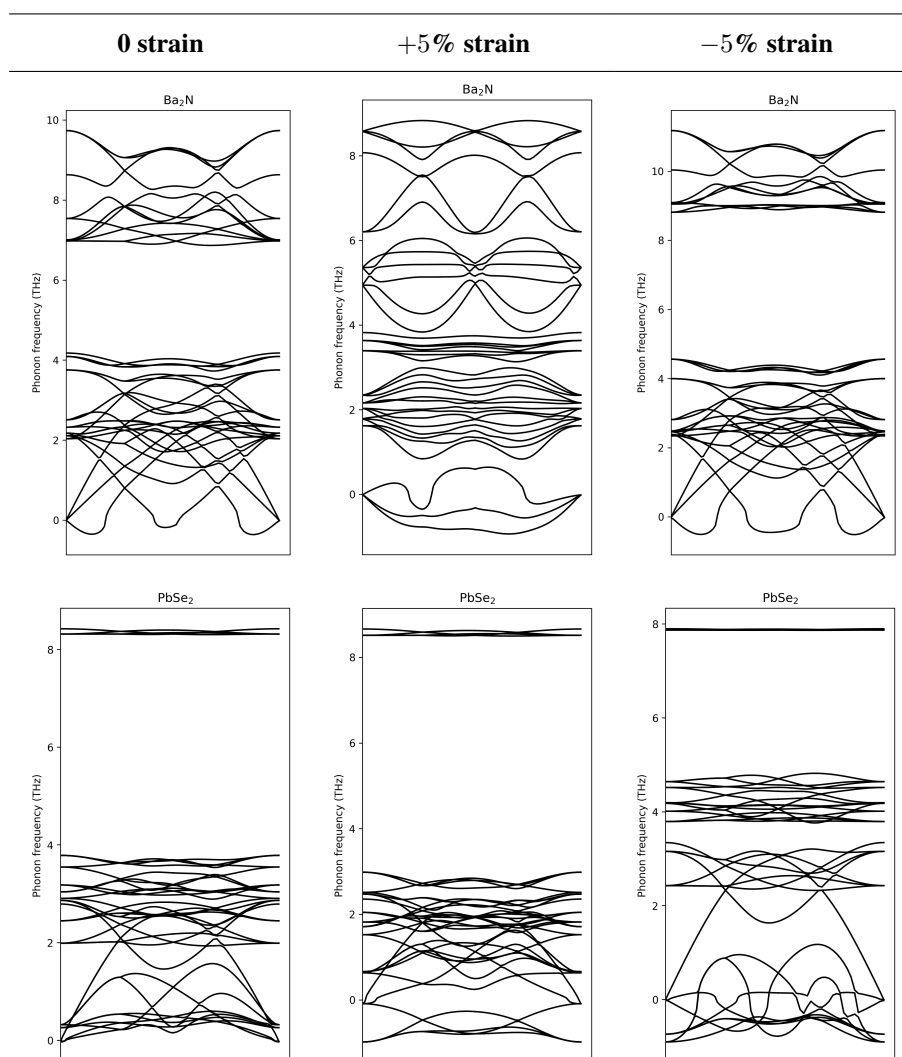 0 strain +5% strain −5% strain
Ba₂N Ba₂N Ba₂N
Phonon frequency (THz) Phonon frequency (THz) Phonon frequency (THz)
10 8 6 4 2 0
8 6 4 2 0
10 8 6 4 2 0
PbSe₂ PbSe₂ PbSe₂
Phonon frequency (THz) Phonon frequency (THz) Phonon frequency (THz)
8 6 4 2 0
8 6 4 2 0
8 6 4 2 0